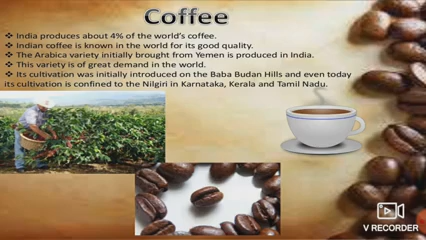 Coffee
❖ India produces about 4% of the world's coffee.
❖ Indian coffee is known in the world for its good quality.
❖ The Arabica variety initially brought from Yemen is produced in India.
❖ This variety is of great demand in the world.
❖ Its cultivation was initially introduced on the Baba Budan Hills and even today
its cultivation is confined to the Nilgiri in Karnataka, Kerala and Tamil Nadu.
V RECORDER